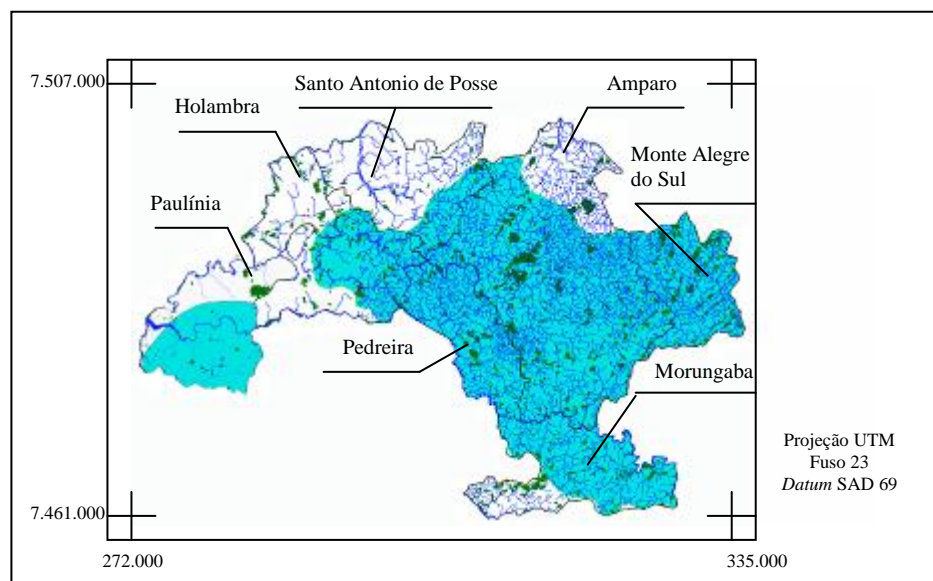 7.507.000
Santo Antonio de Posse
Amparo
Holambra
Monte Alegre
do Sul
Paulínia
Pedreira
Morungaba
Projeção UTM
Fuso 23
Datum SAD 69
7.461.000
272.000
335.000